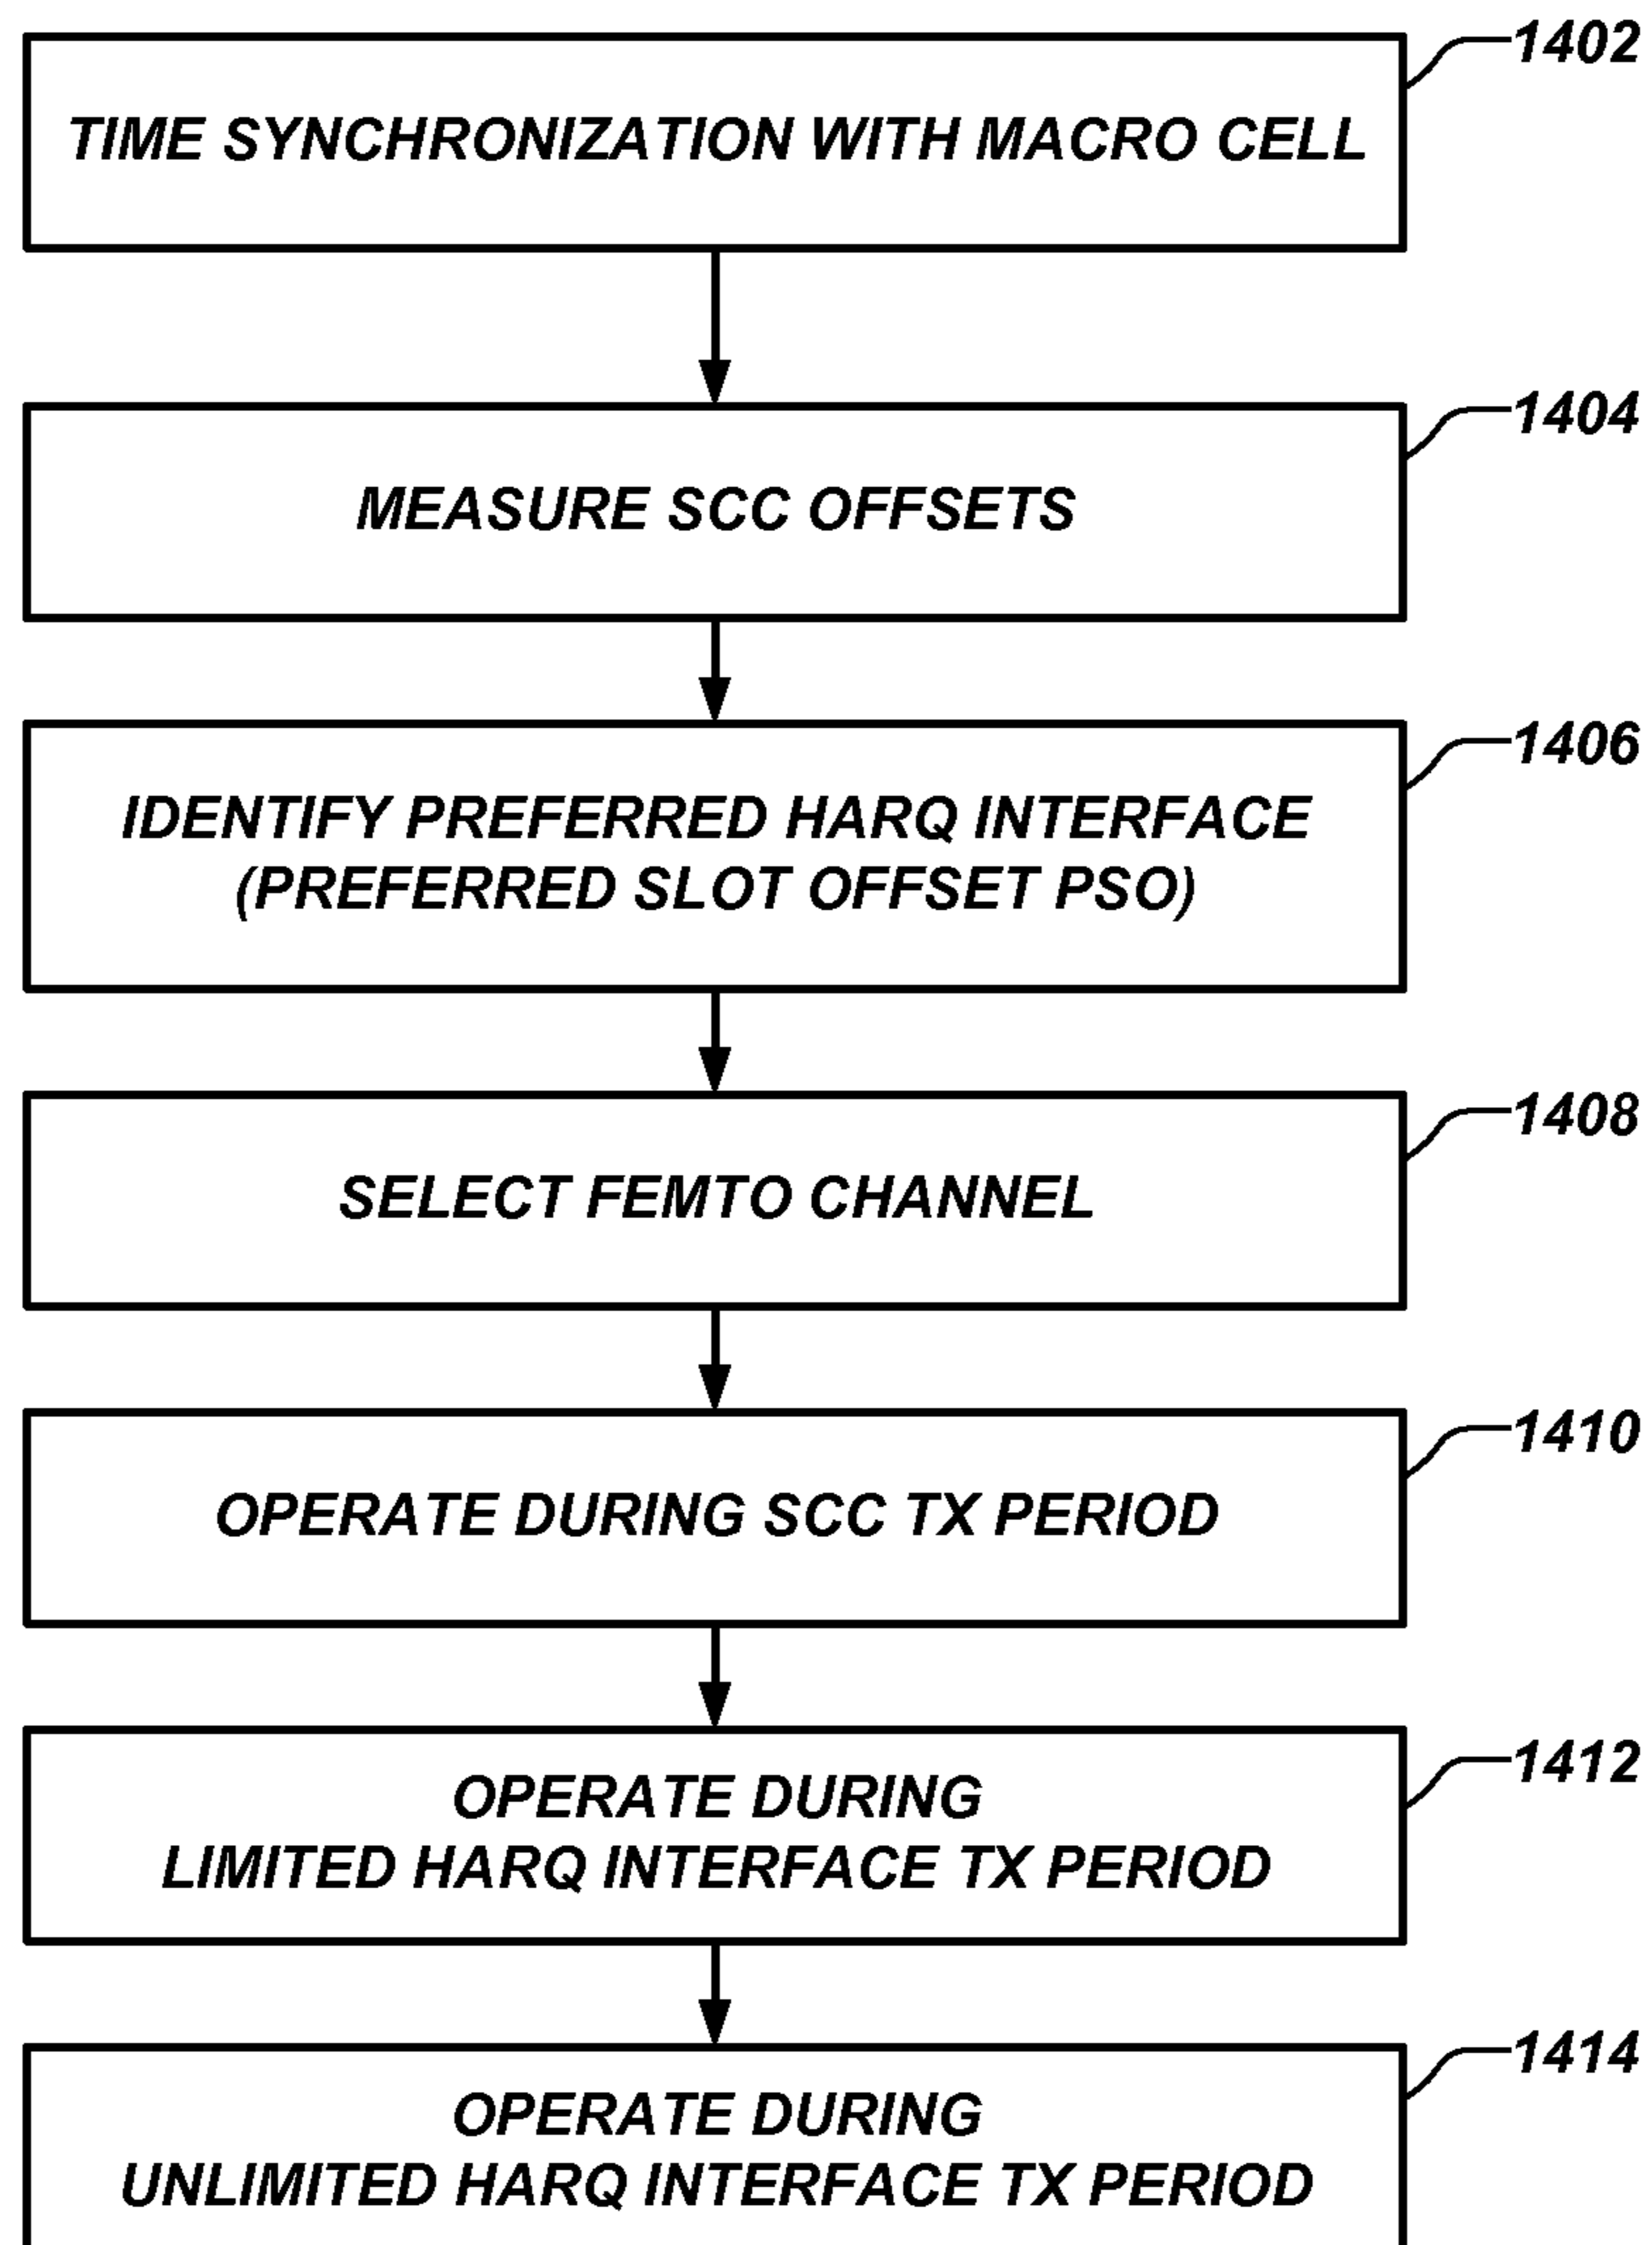 1402
TIME SYNCHRONIZATION WITH MACRO CELL
1404
MEASURE SCC OFFSETS
1406
IDENTIFY PREFERRED HARQ INTERFACE
(PREFERRED SLOT OFFSET PSO)
1408
SELECT FEMTO CHANNEL
1410
OPERATE DURING SCC TX PERIOD
1412
OPERATE DURING
LIMITED HARQ INTERFACE TX PERIOD
1414
OPERATE DURING
UNLIMITED HARQ INTERFACE TX PERIOD